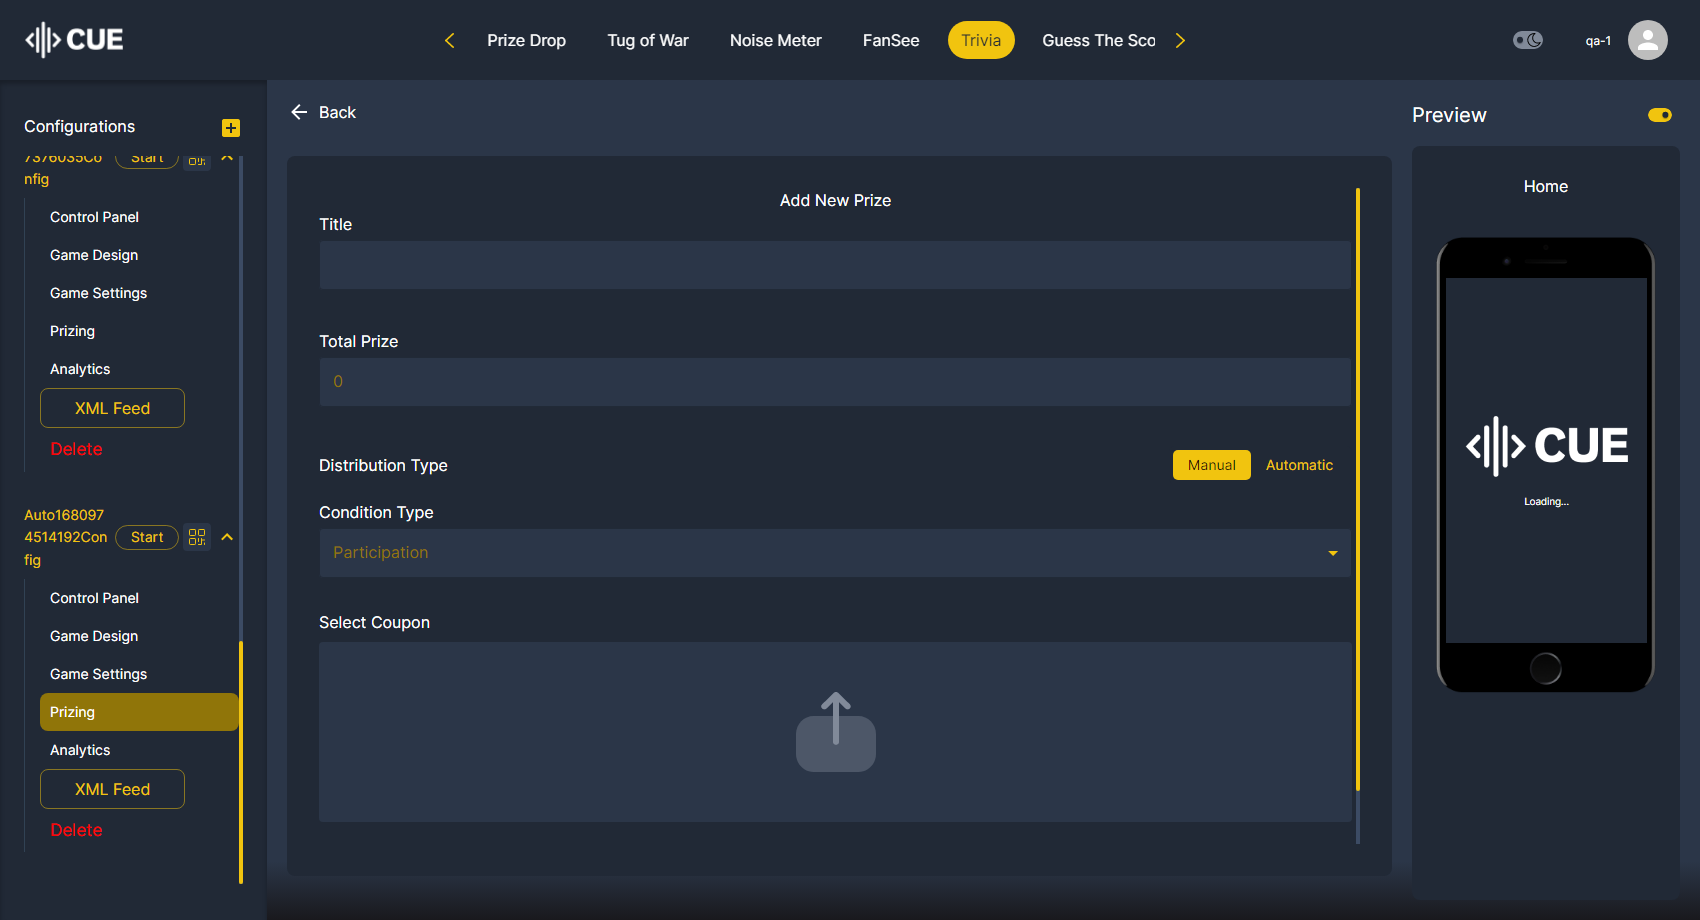 CUE
Prize Drop
Tug of War
Noise Meter
FanSee
Trivia
Guess The Sco
qa-1
Configurations
7376035Co
nfig
Start
Control Panel
Game Design
Game Settings
Prizing
Analytics
XML Feed
Delete
Auto168097
4514192Con
fig
Start
Control Panel
Game Design
Game Settings
Prizing
Analytics
XML Feed
Delete
Back
Add New Prize
Title
Total Prize
0
Distribution Type
Manual
Automatic
Condition Type
Participation
Select Coupon
Preview
Home
CUE
Loading...